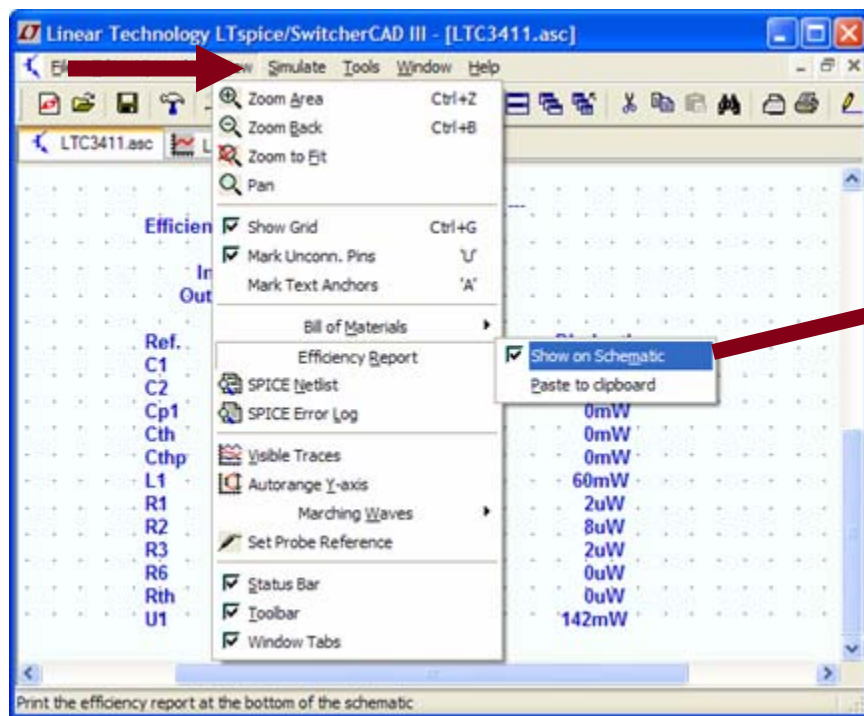 Linear Technology LTspice/SwitcherCAD III - [LTC3411.asc]
Simulate Tools Window Help
LTC3411.asc
Zoom Area Ctrl+Z
Zoom Back Ctrl+B
Zoom to Fit
Pan
Show Grid Ctrl+G
Mark Unconn. Pins 'U'
Mark Text Anchors 'A'
Bill of Materials
Efficiency Report
SPICE Netlist
SPICE Error Log
Visible Traces
Autorange Y-axis
Marching Waves
Set Probe Reference
Status Bar
Toolbar
Window Tabs
Show on Schematic
Paste to clipboard
Efficien
In
Out
Ref.
C1
C2
Cp1 0mW
Cth 0mW
Cthp 0mW
L1 60mW
R1 2uW
R2 8uW
R3 2uW
R6 0uW
Rth 0uW
U1 142mW
Print the efficiency report at the bottom of the schematic